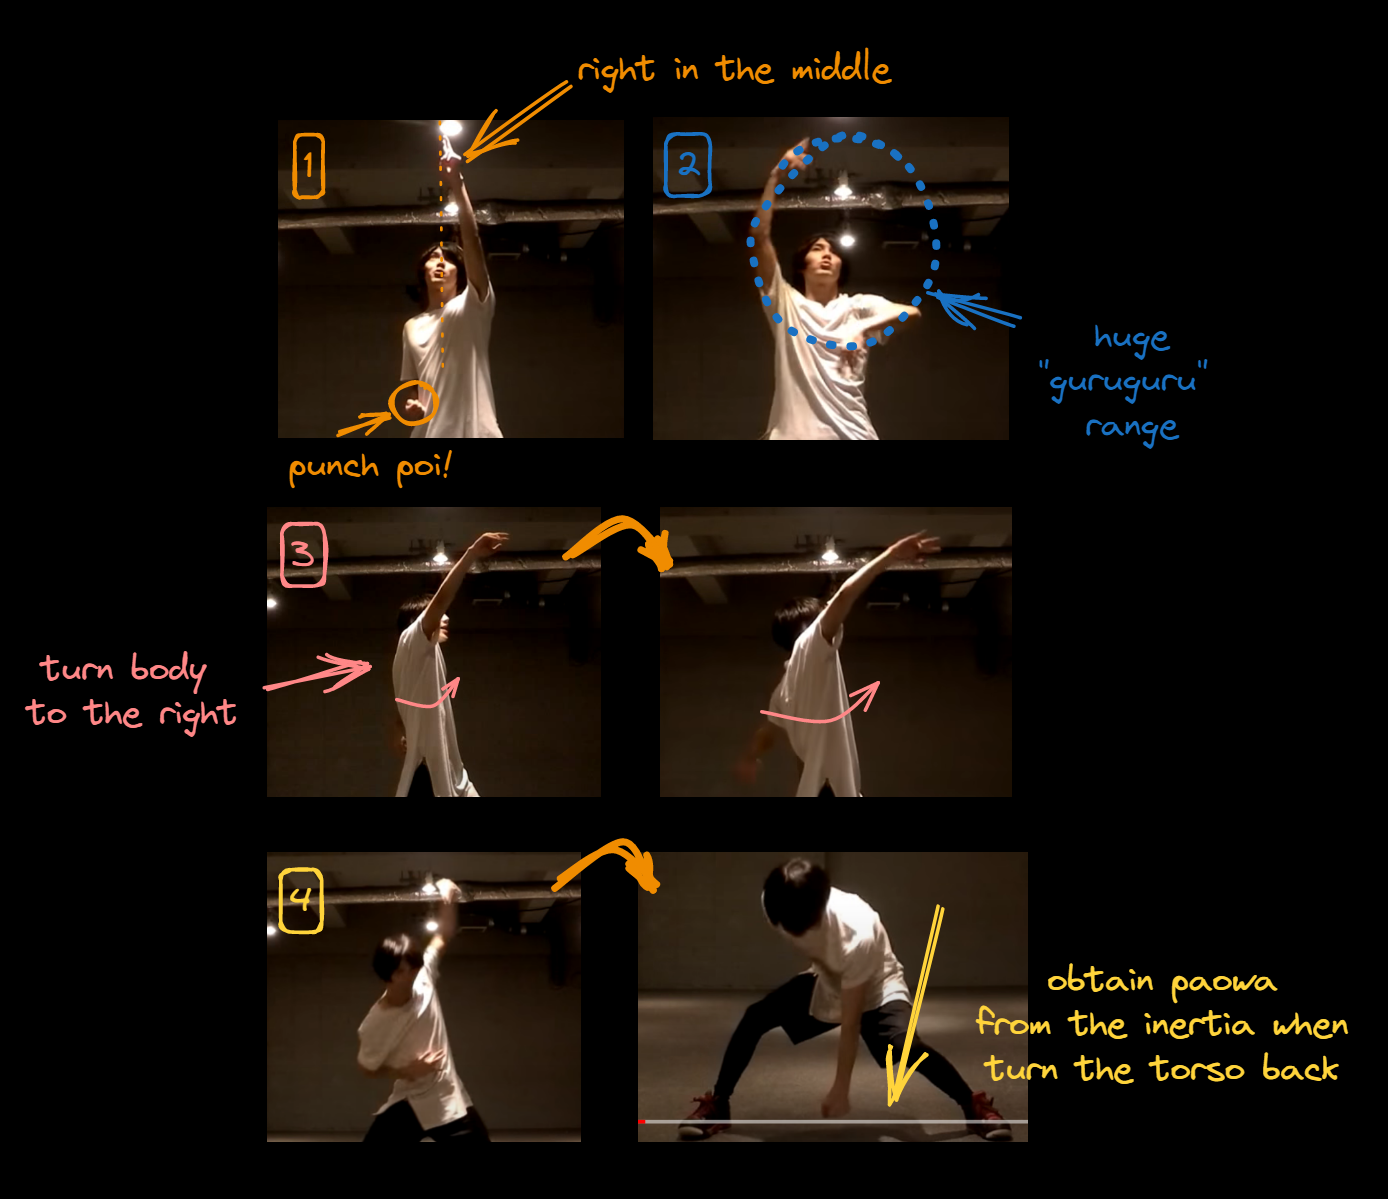 right in the middle
1
2
huge
"guruguru"
range
punch poi!
3
turn body
to the right
4
obtain paowa
from the inertia when
turn the torso back